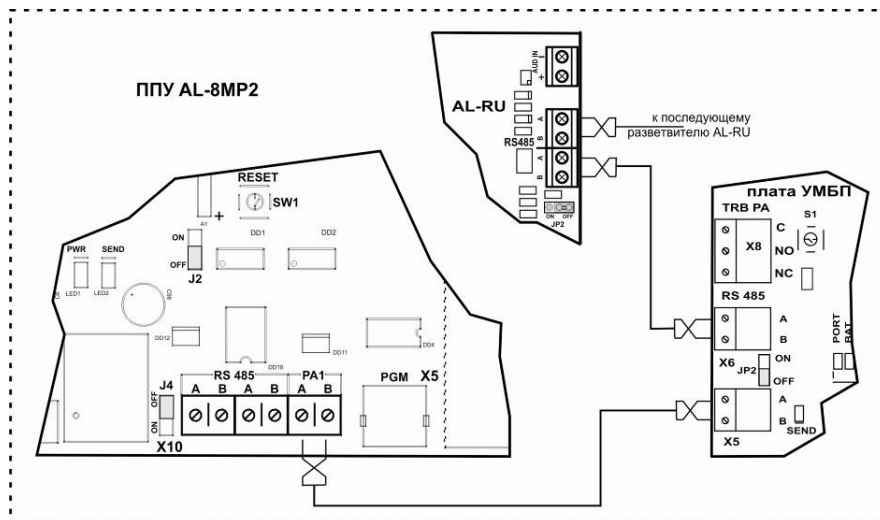 ППУ AL-8MP2
RESET
SW1
A1
+
ON
OFF
J2
DD1
DD2
PWR
SEND
LED1
LED2
DD12
DD18
DD11
DD4
RS 485
PA1
A
B
A
B
A
B
J4
OFF
ON
X10
PGM
X5
AL-RU
AUD IN
-
+
A
B
RS485
A
B
ON
OFF
JP2
к последующему
разветвителю AL-RU
плата УМБП
TRB PA
X8
C
NO
NC
S1
RS 485
A
B
X6
ON
JP2
OFF
PORT
BAT
A
B
X5
SEND